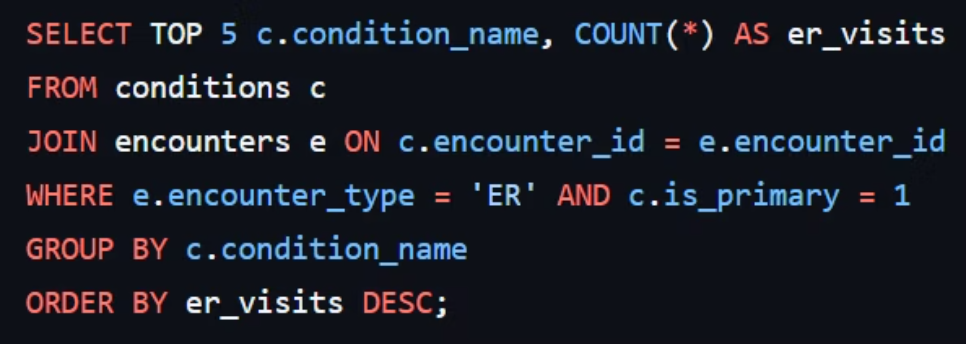 SELECT TOP 5 c.condition_name, COUNT(*) AS er_visits
FROM conditions c
JOIN encounters e ON c.encounter_id = e.encounter_id
WHERE e.encounter_type = 'ER' AND c.is_primary = 1
GROUP BY c.condition_name
ORDER BY er_visits DESC;